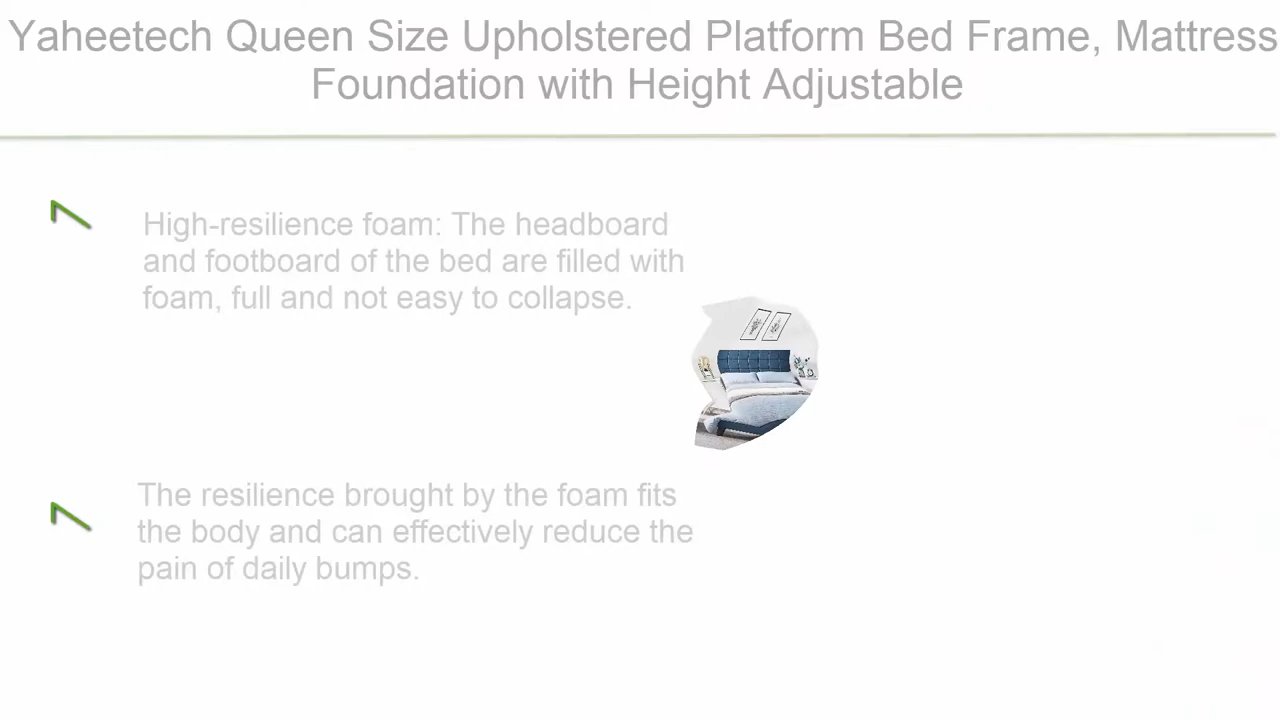 Yaheetech Queen Size Upholstered Platform Bed Frame, Mattress
Foundation with Height Adjustable
High-resilience foam: The headboard
and footboard of the bed are filled with
foam, full and not easy to collapse.
The resilience brought by the foam fits
the body and can effectively reduce the
pain of daily bumps.